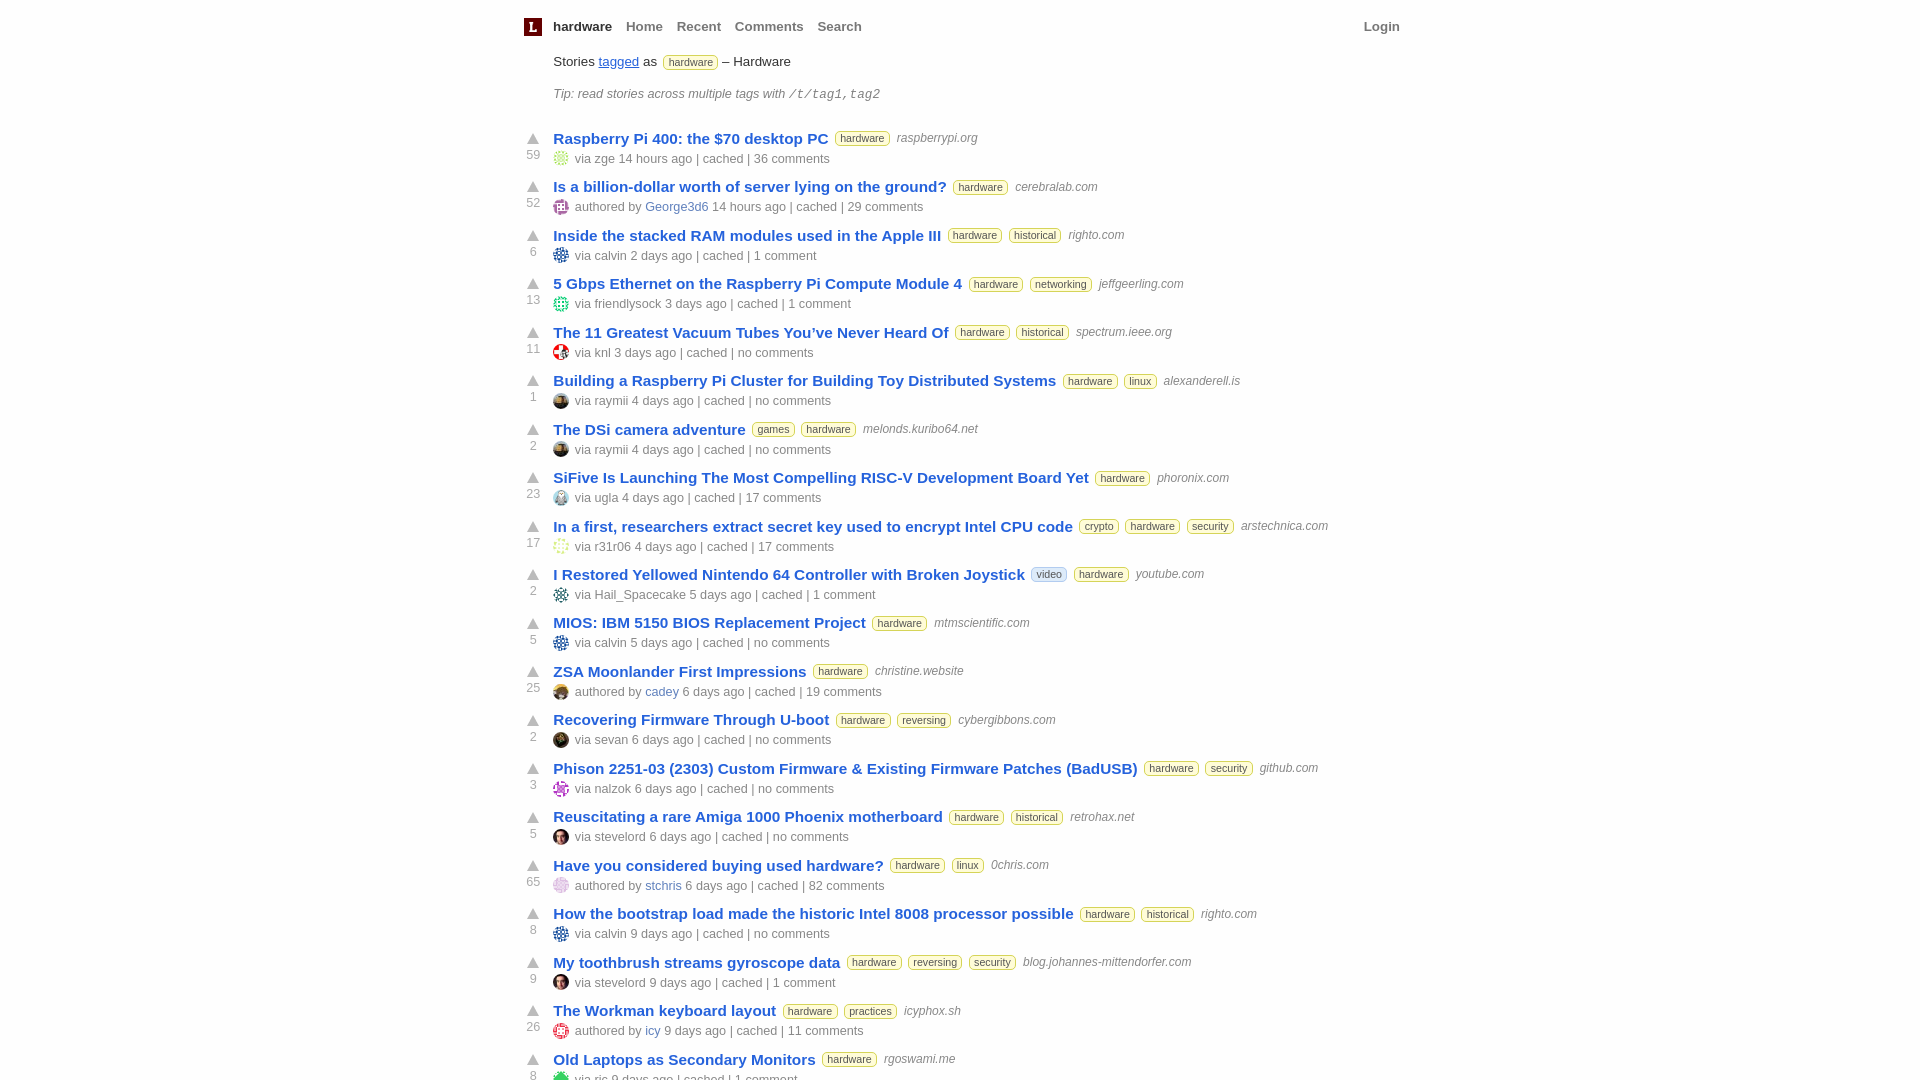 L hardware Home Recent Comments Search Login
Stories tagged as hardware – Hardware
Tip: read stories across multiple tags with /t/tag1,tag2
Raspberry Pi 400: the $70 desktop PC hardware raspberrypi.org
59 via zge 14 hours ago | cached | 36 comments
Is a billion-dollar worth of server lying on the ground? hardware cerebralab.com
52 authored by George3d6 14 hours ago | cached | 29 comments
Inside the stacked RAM modules used in the Apple III hardware historical righto.com
6 via calvin 2 days ago | cached | 1 comment
5 Gbps Ethernet on the Raspberry Pi Compute Module 4 hardware networking jeffgeerling.com
13 via friendlysock 3 days ago | cached | 1 comment
The 11 Greatest Vacuum Tubes You’ve Never Heard Of hardware historical spectrum.ieee.org
11 via knl 3 days ago | cached | no comments
Building a Raspberry Pi Cluster for Building Toy Distributed Systems hardware linux alexanderell.is
1 via raymii 4 days ago | cached | no comments
The DSi camera adventure games hardware melonds.kuribo64.net
2 via raymii 4 days ago | cached | no comments
SiFive Is Launching The Most Compelling RISC-V Development Board Yet hardware phoronix.com
23 via ugla 4 days ago | cached | 17 comments
In a first, researchers extract secret key used to encrypt Intel CPU code crypto hardware security arstechnica.com
17 via r31r06 4 days ago | cached | 17 comments
I Restored Yellowed Nintendo 64 Controller with Broken Joystick video hardware youtube.com
2 via Hail_Spacecake 5 days ago | cached | 1 comment
MIOS: IBM 5150 BIOS Replacement Project hardware mtmscientific.com
5 via calvin 5 days ago | cached | no comments
ZSA Moonlander First Impressions hardware christine.website
25 authored by cadey 6 days ago | cached | 19 comments
Recovering Firmware Through U-boot hardware reversing cybergibbons.com
2 via sevan 6 days ago | cached | no comments
Phison 2251-03 (2303) Custom Firmware & Existing Firmware Patches (BadUSB) hardware security github.com
3 via nalzok 6 days ago | cached | no comments
Reuscitating a rare Amiga 1000 Phoenix motherboard hardware historical retrohax.net
5 via stevelord 6 days ago | cached | no comments
Have you considered buying used hardware? hardware linux 0chris.com
65 authored by stchris 6 days ago | cached | 82 comments
How the bootstrap load made the historic Intel 8008 processor possible hardware historical righto.com
8 via calvin 9 days ago | cached | no comments
My toothbrush streams gyroscope data hardware reversing security blog.johannes-mittendorfer.com
9 via stevelord 9 days ago | cached | 1 comment
The Workman keyboard layout hardware practices icyphox.sh
26 authored by icy 9 days ago | cached | 11 comments
Old Laptops as Secondary Monitors hardware rgoswami.me
8 via ric 9 days ago | cached | 1 comment